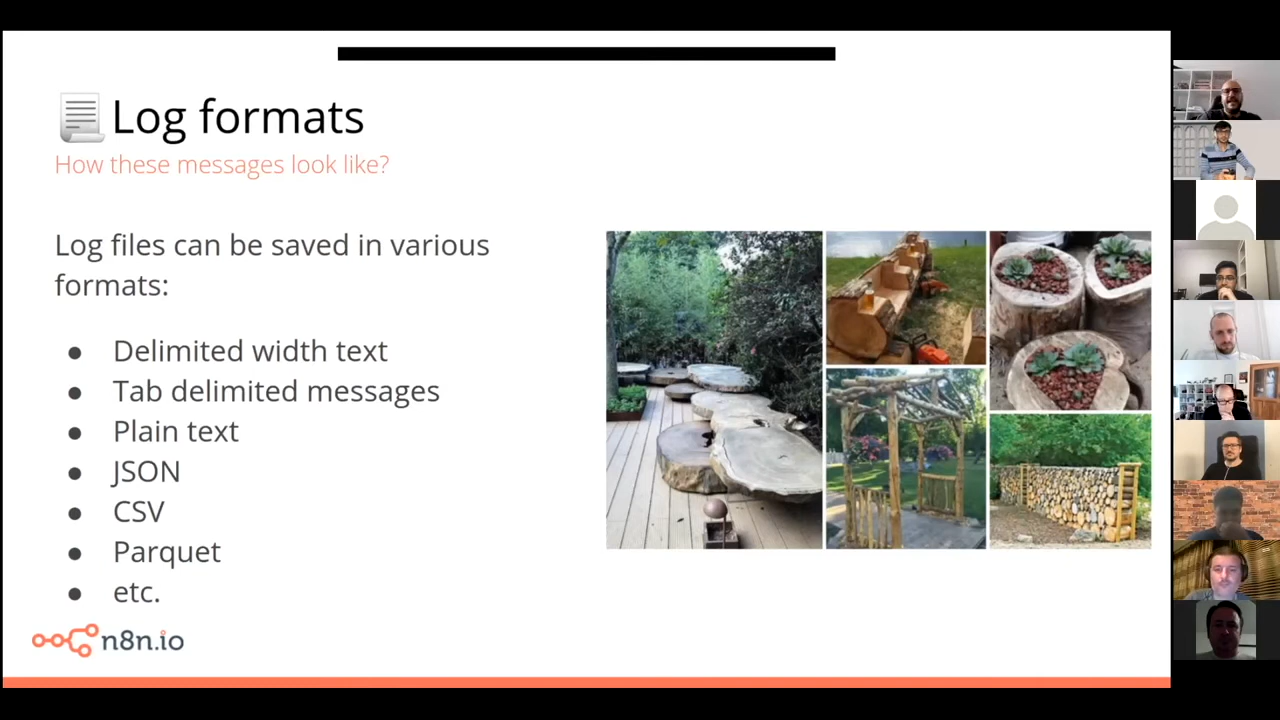 Log formats
How these messages look like?
Log files can be saved in various
formats:
● Delimited width text
● Tab delimited messages
● Plain text
● JSON
● CSV
● Parquet
● etc.
n8n.io